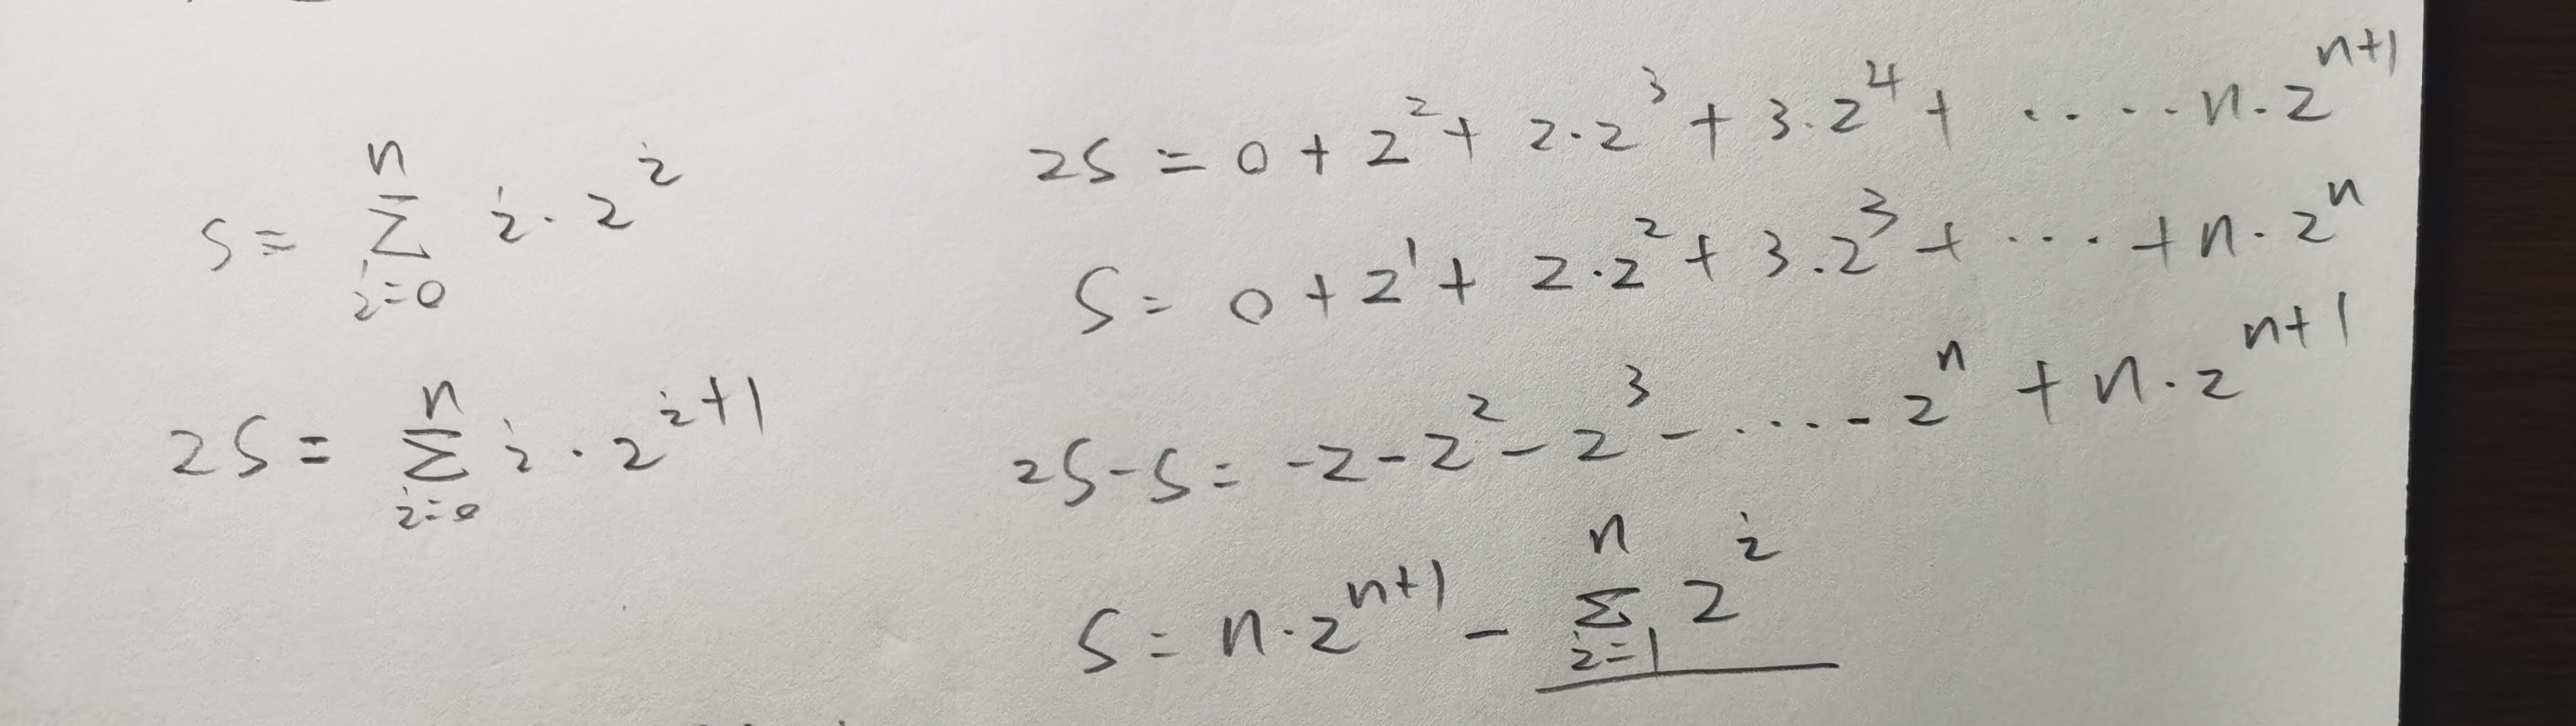 S = \sum_{i=0}^{n} i \cdot 2^{i}
2S = \sum_{i=0}^{n} i \cdot 2^{i+1}
2S = 0 + 2^{2} + 2 \cdot 2^{3} + 3 \cdot 2^{4} + \cdots\cdot n \cdot 2^{n+1}
S = 0 + 2^{1} + 2 \cdot 2^{2} + 3 \cdot 2^{3} + \cdots + n \cdot 2^{n}
2S - S = -2 - 2^{2} - 2^{3} - \cdots\cdot - 2^{n} + n \cdot 2^{n+1}
S = n \cdot 2^{n+1} - \sum_{i=1}^{n} 2^{i}